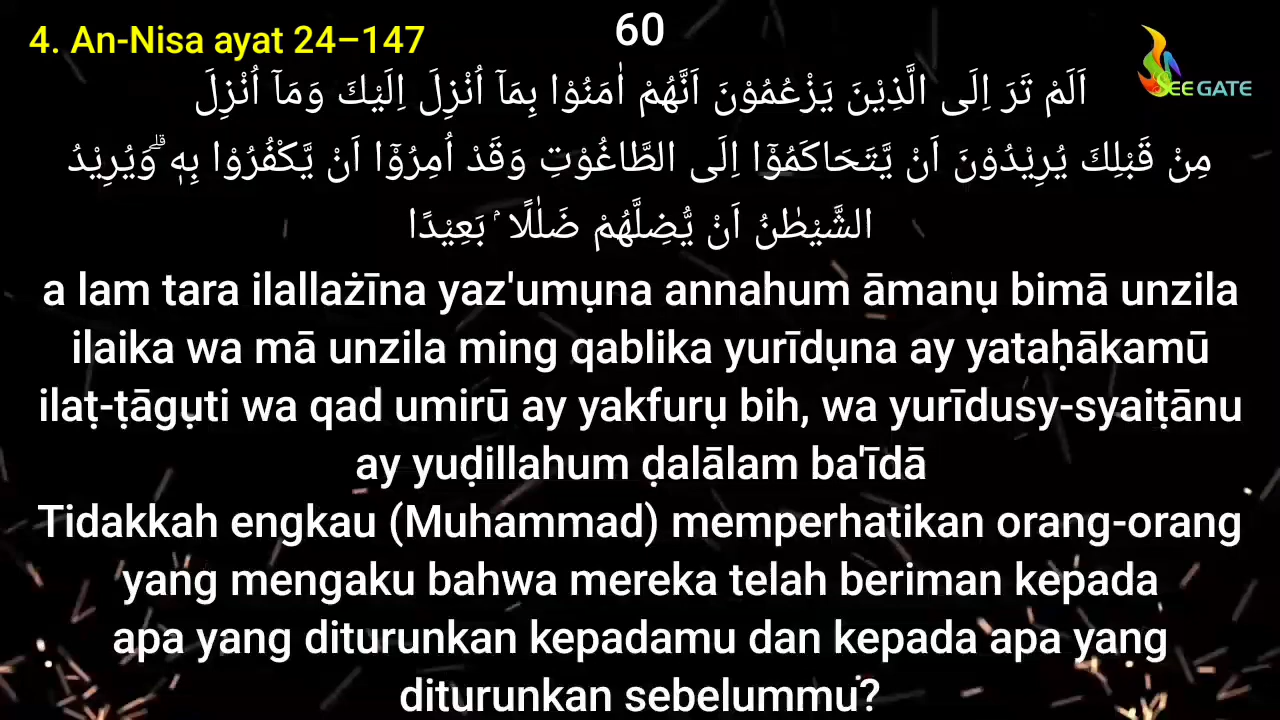 4. An-Nisa ayat 24–147
60
SEE GATE
اَلَمْ تَرَ اِلَى الَّذِيْنَ يَزْعُمُوْنَ اَنَّهُمْ اٰمَنُوْا بِمَآ اُنْزِلَ اِلَيْكَ وَمَآ اُنْزِلَ
مِنْ قَبْلِكَ يُرِيْدُوْنَ اَنْ يَّتَحَاكَمُوْٓا اِلَى الطَّاغُوْتِ وَقَدْ اُمِرُوْٓا اَنْ يَّكْفُرُوْا بِهٖ ۗوَيُرِيْدُ
الشَّيْطٰنُ اَنْ يُّضِلَّهُمْ ضَلٰلًا ۢ بَعِيْدًا
a lam tara ilallażīna yaz'umụna annahum āmanụ bimā unzila
ilaika wa mā unzila ming qablika yurīdụna ay yataḥākamū
ilaṭ-ṭāgụti wa qad umirū ay yakfurụ bih, wa yurīdusy-syaiṭānu
ay yuḍillahum ḍalālam ba'īdā
Tidakkah engkau (Muhammad) memperhatikan orang-orang
yang mengaku bahwa mereka telah beriman kepada
apa yang diturunkan kepadamu dan kepada apa yang
diturunkan sebelummu?